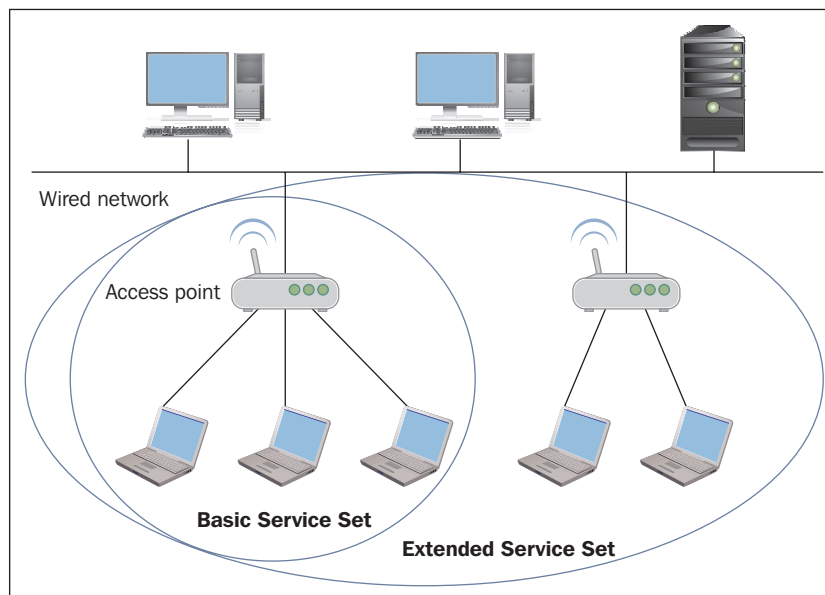 Wired network
Access point
Basic Service Set
Extended Service Set